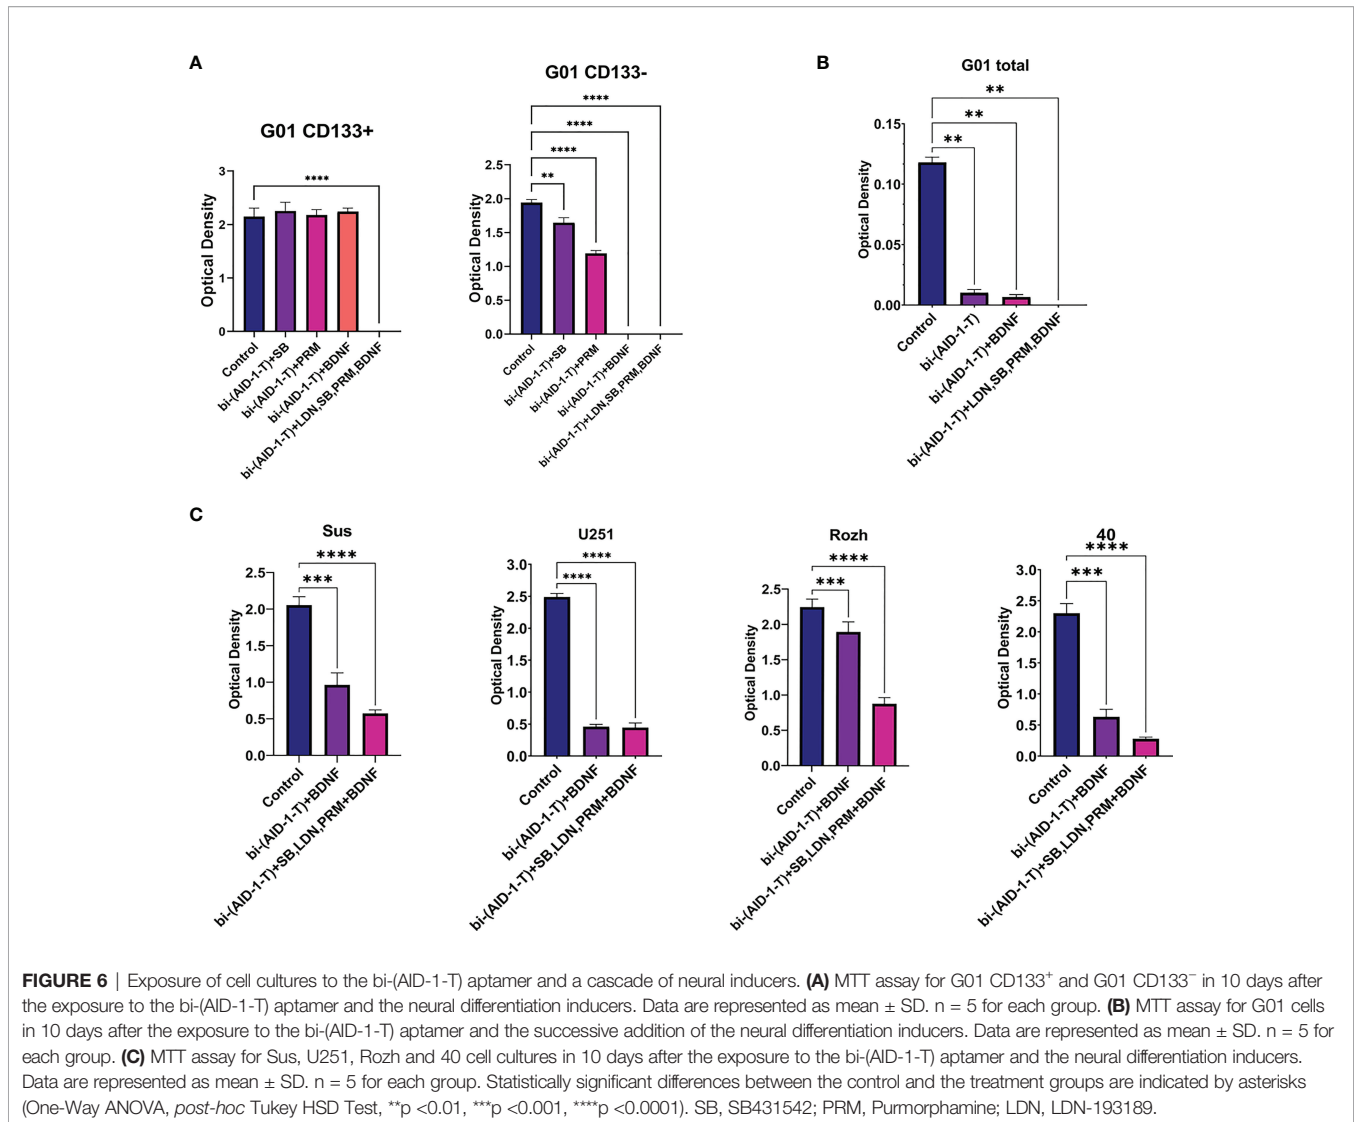 A
G01 CD133+
****
Optical Density
3
2
1
0
Control
bi-(AID-1-T)+SB
bi-(AID-1-T)+PRM
bi-(AID-1-T)+BDNF
bi-(AID-1-T)+LDN,SB,PRM,BDNF
G01 CD133-
****
****
****
**
Optical Density
2.5
2.0
1.5
1.0
0.5
0.0
Control
bi-(AID-1-T)+SB
bi-(AID-1-T)+PRM
bi-(AID-1-T)+BDNF
bi-(AID-1-T)+LDN,SB,PRM,BDNF
B
G01 total
**
**
**
Optical Density
0.15
0.10
0.05
0.00
Control
bi-(AID-1-T)
bi-(AID-1-T)+BDNF
bi-(AID-1-T)+LDN,SB,PRM,BDNF
C
Sus
****
***
Optical Density
2.5
2.0
1.5
1.0
0.5
0.0
Control
bi-(AID-1-T)+BDNF
bi-(AID-1-T)+SB,LDN,PRM+BDNF
U251
****
****
Optical Density
3.0
2.5
2.0
1.5
1.0
0.5
0.0
Control
bi-(AID-1-T)+BDNF
bi-(AID-1-T)+SB,LDN,PRM+BDNF
Rozh
****
***
Optical Density
2.5
2.0
1.5
1.0
0.5
0.0
Control
bi-(AID-1-T)+BDNF
bi-(AID-1-T)+SB,LDN,PRM+BDNF
40
****
***
Optical Density
3.0
2.5
2.0
1.5
1.0
0.5
0.0
Control
bi-(AID-1-T)+BDNF
bi-(AID-1-T)+SB,LDN,PRM+BDNF
FIGURE 6 | Exposure of cell cultures to the bi-(AID-1-T) aptamer and a cascade of neural inducers. (A) MTT assay for G01 CD133⁺ and G01 CD133⁻ in 10 days after
the exposure to the bi-(AID-1-T) aptamer and the neural differentiation inducers. Data are represented as mean ± SD. n = 5 for each group. (B) MTT assay for G01 cells
in 10 days after the exposure to the bi-(AID-1-T) aptamer and the successive addition of the neural differentiation inducers. Data are represented as mean ± SD. n = 5 for
each group. (C) MTT assay for Sus, U251, Rozh and 40 cell cultures in 10 days after the exposure to the bi-(AID-1-T) aptamer and the neural differentiation inducers.
Data are represented as mean ± SD. n = 5 for each group. Statistically significant differences between the control and the treatment groups are indicated by asterisks
(One-Way ANOVA, post-hoc Tukey HSD Test, **p <0.01, ***p <0.001, ****p <0.0001). SB, SB431542; PRM, Purmorphamine; LDN, LDN-193189.